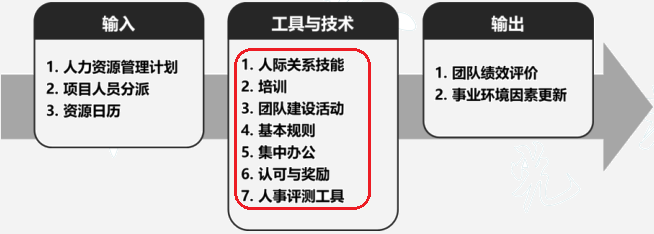 输入
1. 人力资源管理计划
2. 项目人员分派
3. 资源日历
工具与技术
1. 人际关系技能
2. 培训
3. 团队建设活动
4. 基本规则
5. 集中办公
6. 认可与奖励
7. 人事评测工具
输出
1. 团队绩效评价
2. 事业环境因素更新